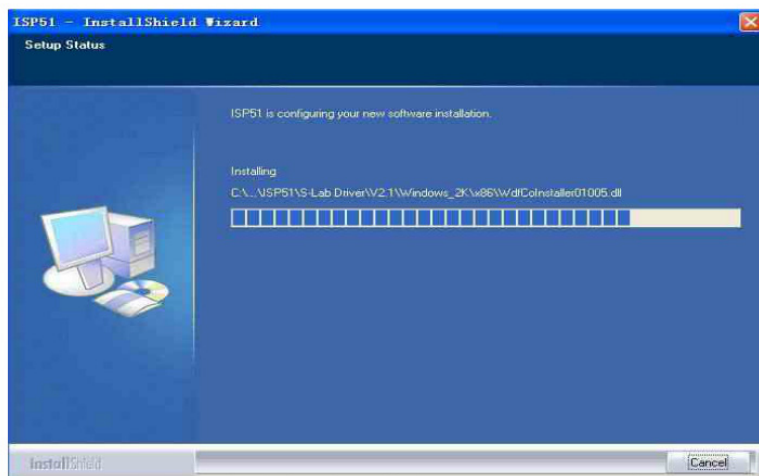 ISP51 - InstallShield Wizard
Setup Status
ISP51 is configuring your new software installation.
Installing
C:\...\ISP51\S-Lab Driver\V2.1\Windows_2K\x86\WdfCoInstaller01005.dll
InstallShield
Cancel